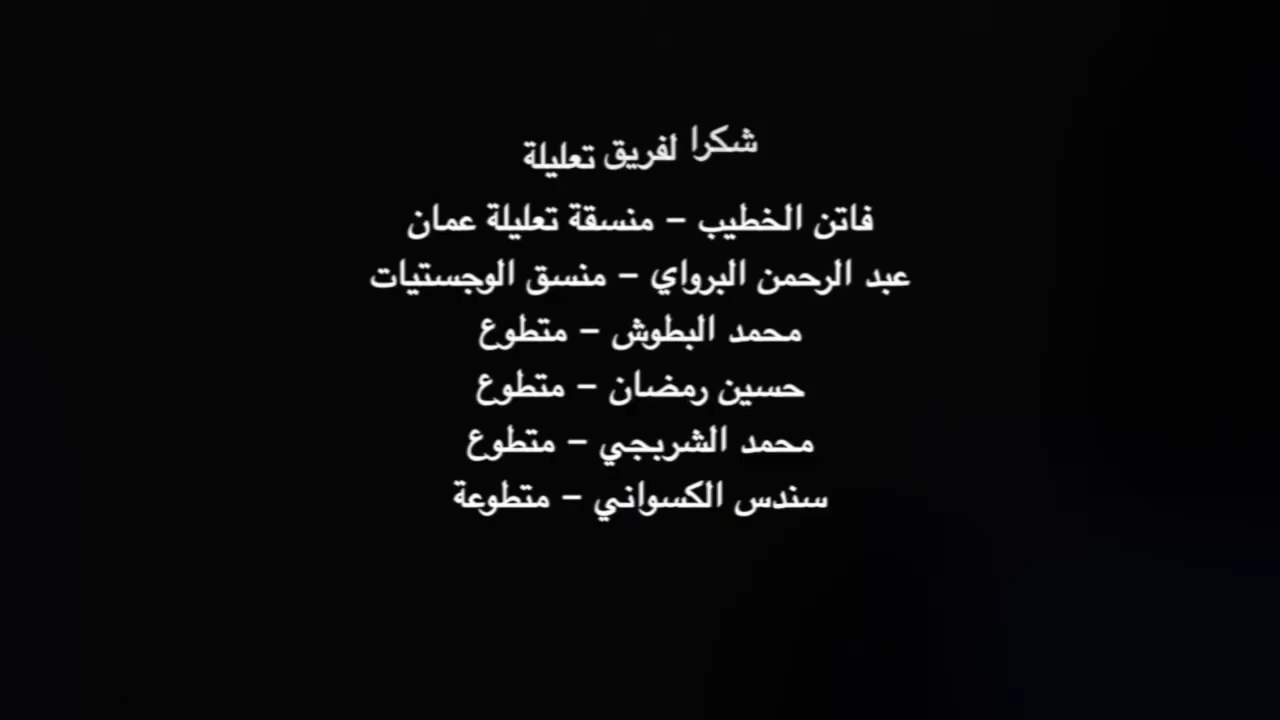 شكرا لفريق تعليلة
فاتن الخطيب – منسقة تعليلة عمان
عبد الرحمن البرواي – منسق الوجستيات
محمد البطوش – متطوع
حسين رمضان – متطوع
محمد الشربجي – متطوع
سندس الكسواني – متطوعة